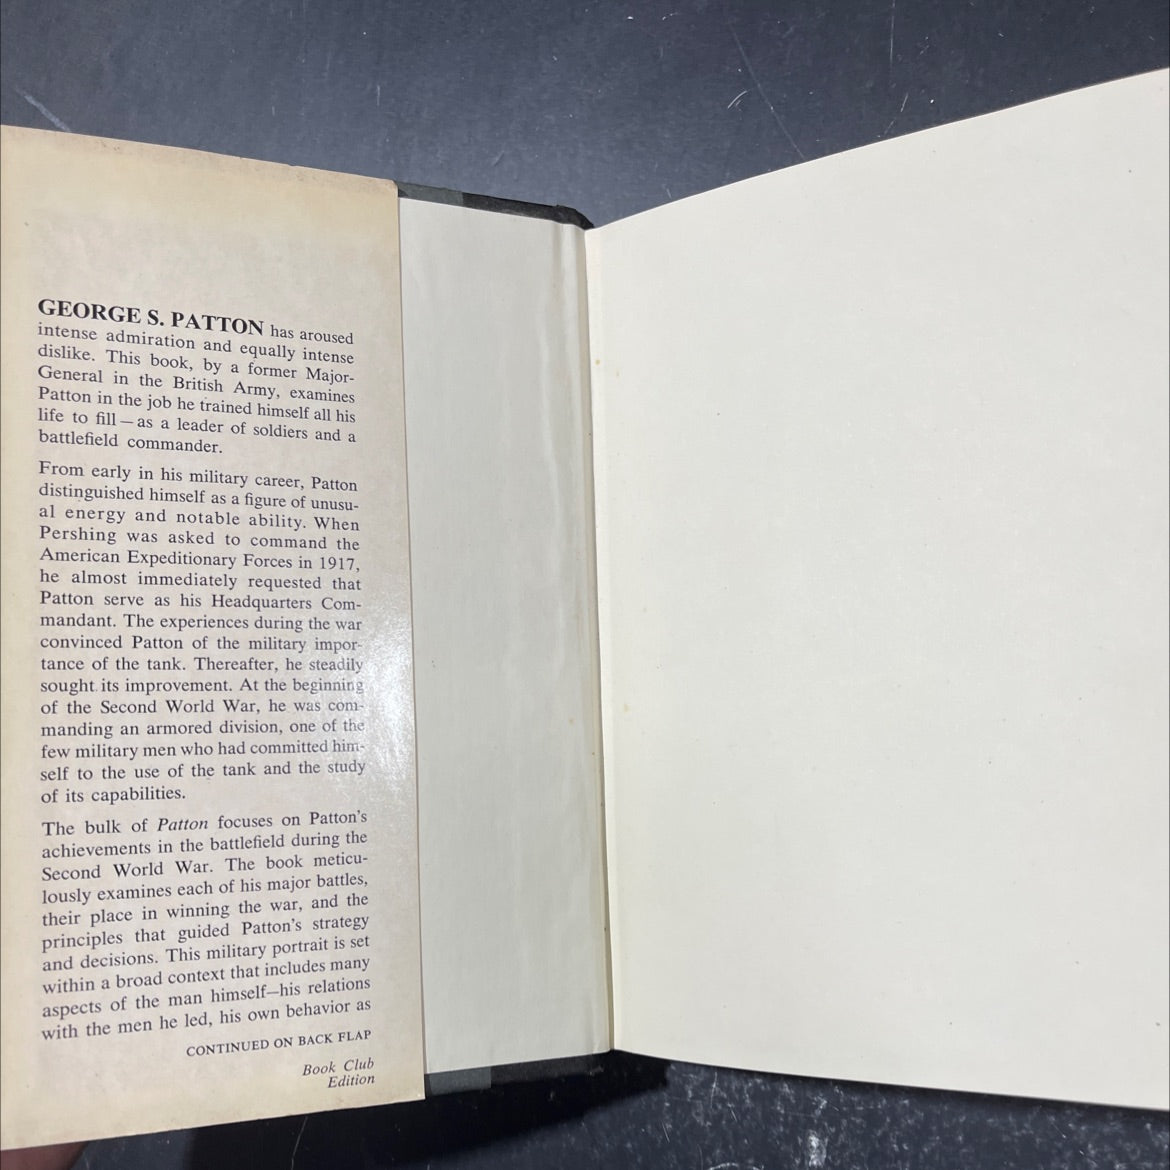 GEORGE S. PATTON has aroused
intense admiration and equally intense
dislike. This book, by a former Major-
General in the British Army, examines
Patton in the job he trained himself all his
life to fill—as a leader of soldiers and a
battlefield commander.
From early in his military career, Patton
distinguished himself as a figure of unusu-
al energy and notable ability. When
Pershing was asked to command the
American Expeditionary Forces in 1917,
he almost immediately requested that
Patton serve as his Headquarters Com-
mandant. The experiences during the war
convinced Patton of the military impor-
tance of the tank. Thereafter, he steadily
sought its improvement. At the beginning
of the Second World War, he was com-
manding an armored division, one of the
few military men who had committed him-
self to the use of the tank and the study
of its capabilities.
The bulk of Patton focuses on Patton's
achievements in the battlefield during the
Second World War. The book meticu-
lously examines each of his major battles,
their place in winning the war, and the
principles that guided Patton's strategy
and decisions. This military portrait is set
within a broad context that includes many
aspects of the man himself—his relations
with the men he led, his own behavior as
CONTINUED ON BACK FLAP
Book Club
Edition